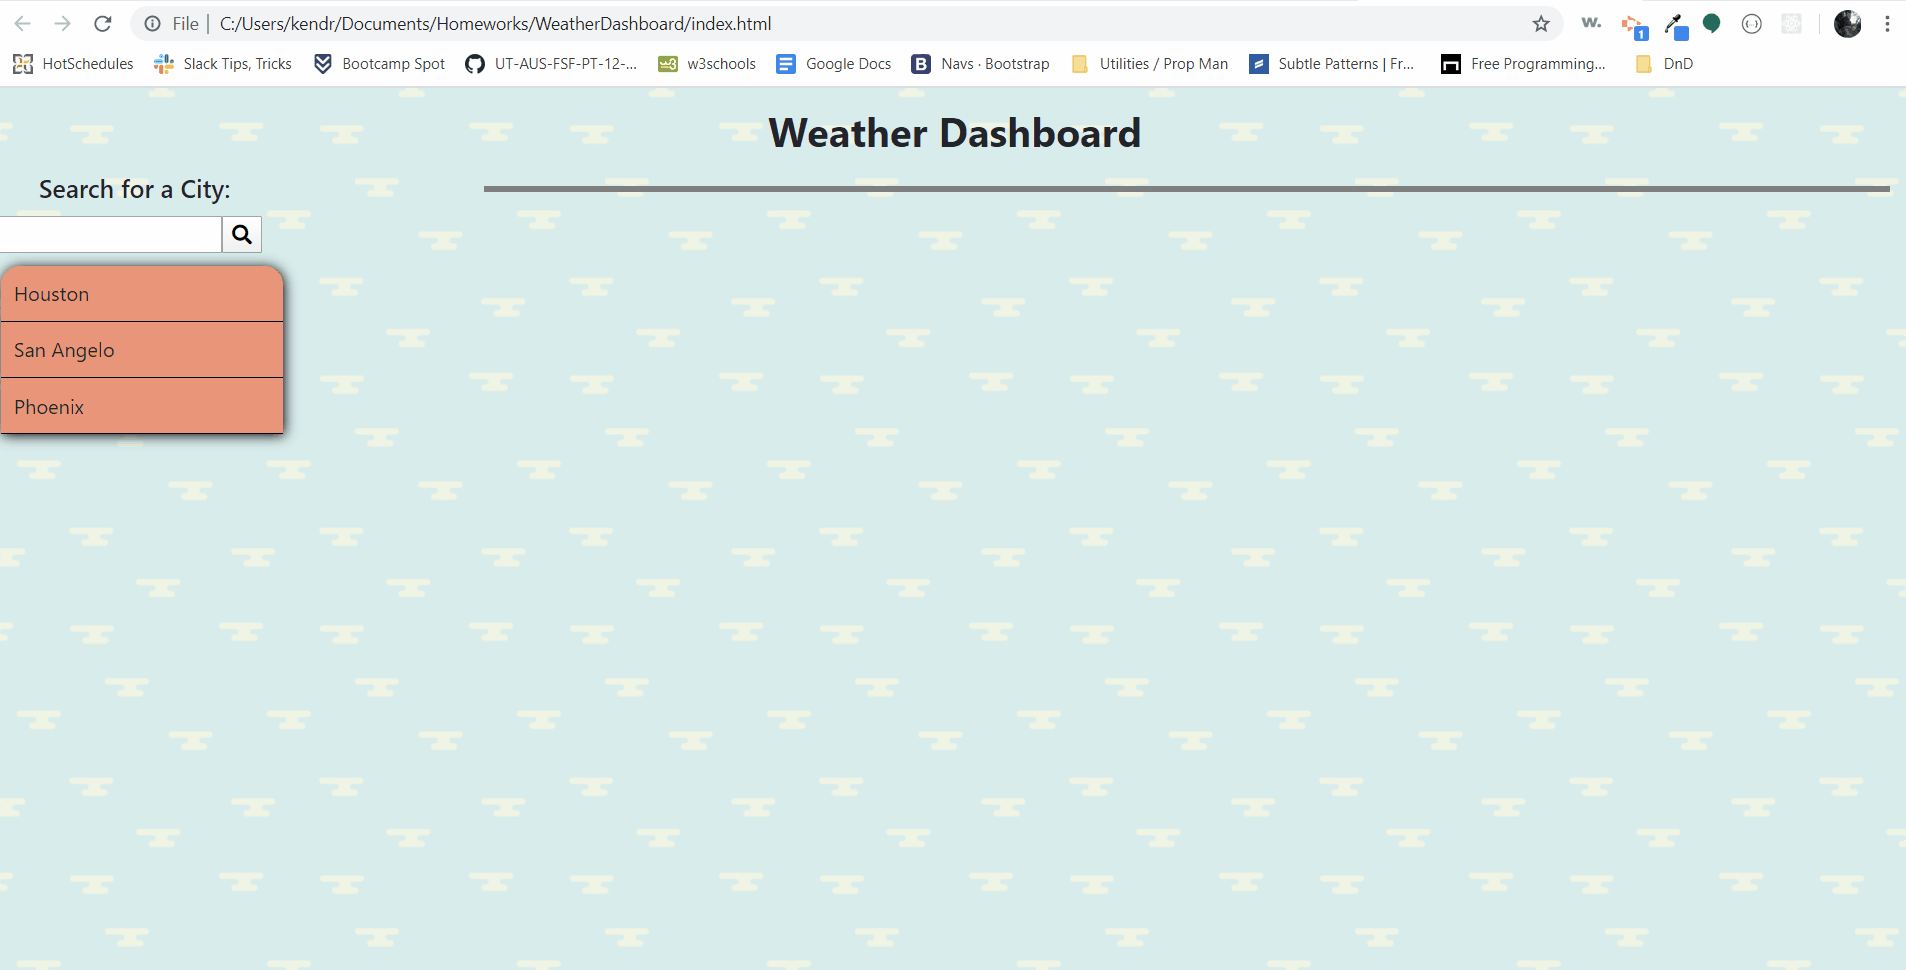 File | C:/Users/kendr/Documents/Homeworks/WeatherDashboard/index.html w. 1
HotSchedules Slack Tips, Tricks Bootcamp Spot UT-AUS-FSF-PT-12-... w3 w3schools Google Docs B Navs · Bootstrap Utilities / Prop Man Subtle Patterns | Fr... Free Programming... DnD
Weather Dashboard
Search for a City:
Houston
San Angelo
Phoenix